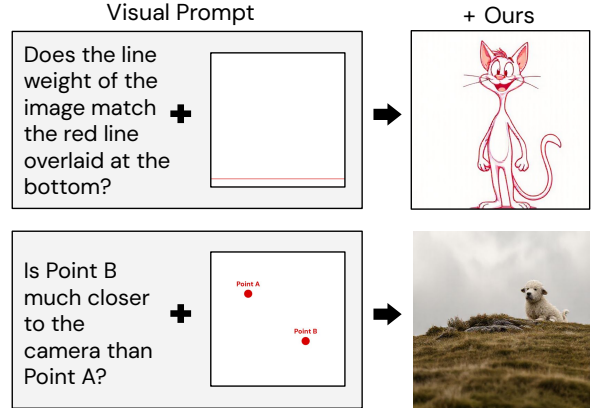 Visual Prompt
+ Ours
Does the line
weight of the
image match
the red line
overlaid at the
bottom?
Is Point B
much closer
to the
camera than
Point A?
Point A
Point B